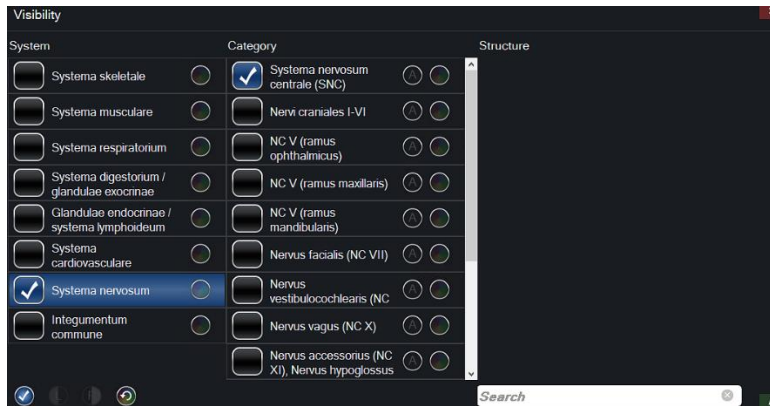 Visibility
System
Category
Structure
Systema skeletale
Systema musculare
Systema respiratorium
Systema digestorium /
glandulae exocrinae
Glandulae endocrinae /
systema lymphoideum
Systema
cardiovasculare
Systema nervosum
Integumentum
commune
Systema nervosum
centrale (SNC)
A
Nervi craniales I-VI
A
NC V (ramus
ophthalmicus)
A
NC V (ramus maxillaris)
A
NC V (ramus
mandibularis)
A
Nervus facialis (NC VII)
A
Nervus
vestibulocochlearis (NC
A
Nervus vagus (NC X)
A
Nervus accessorius (NC
XI), Nervus hypoglossus
A
Search